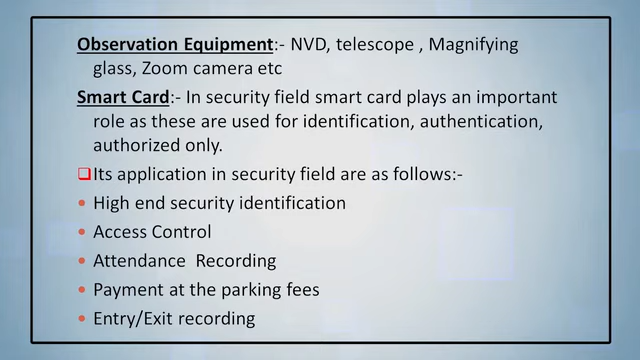 Observation Equipment:- NVD, telescope , Magnifying
glass, Zoom camera etc
Smart Card:- In security field smart card plays an important
role as these are used for identification, authentication,
authorized only.
❑Its application in security field are as follows:-
• High end security identification
• Access Control
• Attendance  Recording
• Payment at the parking fees
• Entry/Exit recording